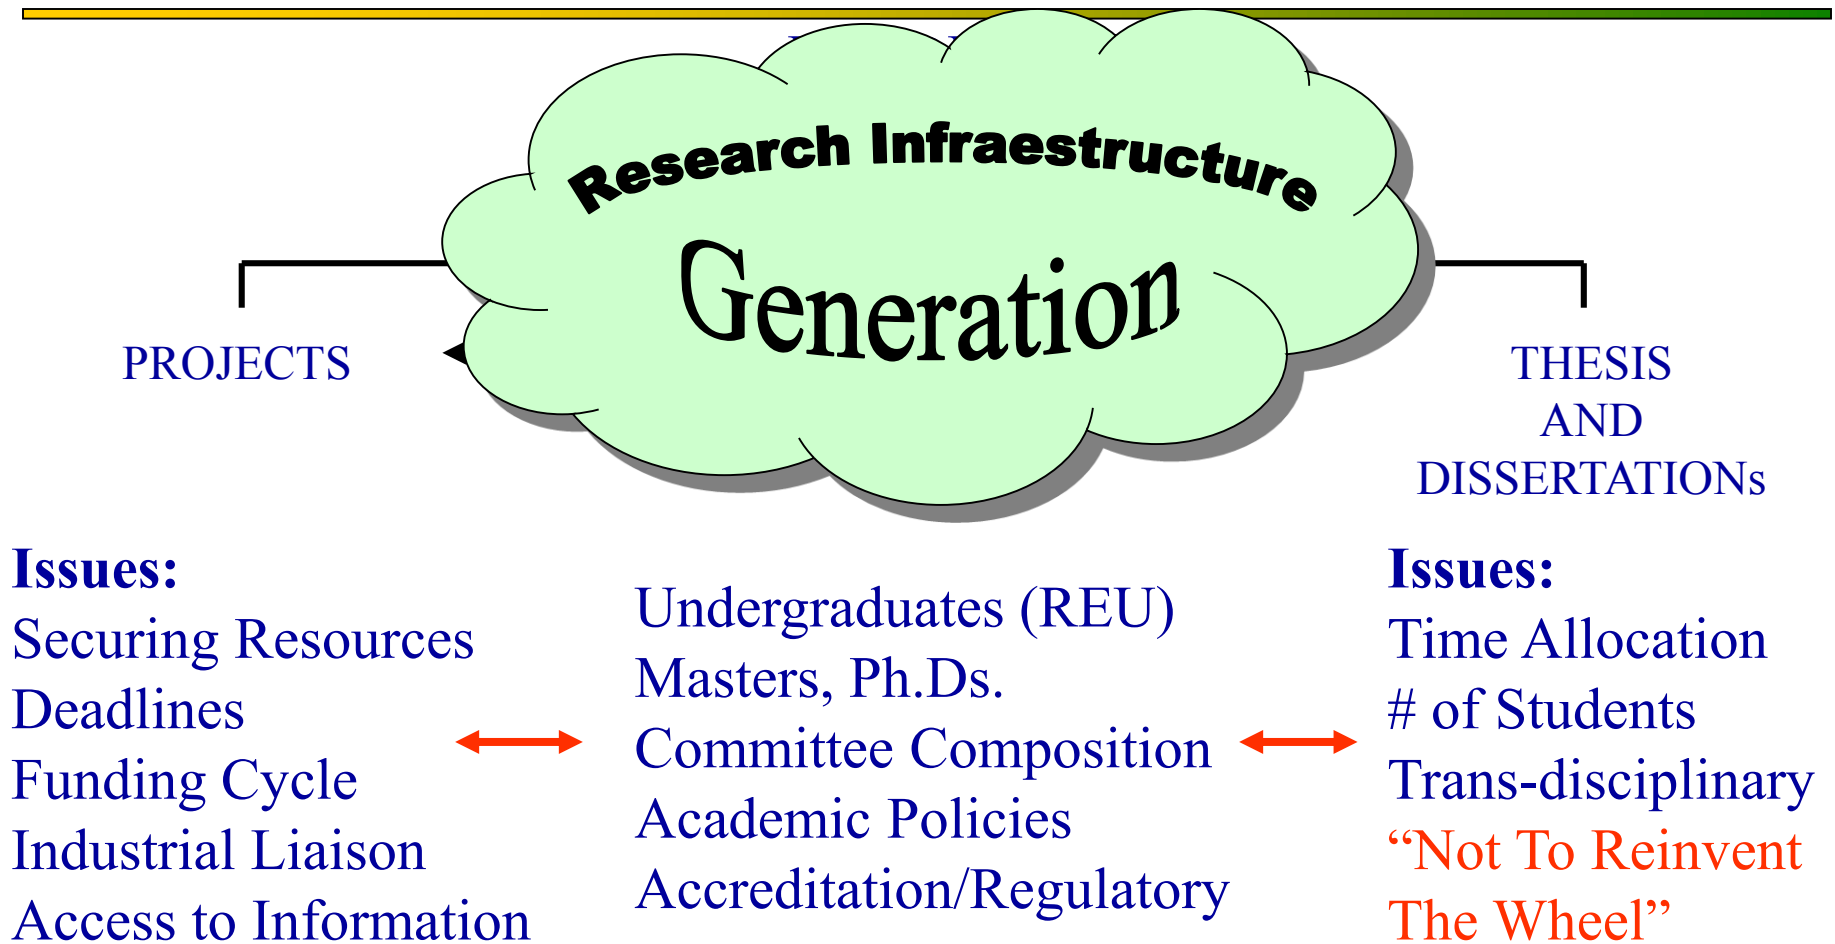 Research Infraestructure
Generation
PROJECTS
THESIS
AND
DISSERTATIONs
Issues:
Securing Resources
Deadlines
Funding Cycle
Industrial Liaison
Access to Information
Undergraduates (REU)
Masters, Ph.Ds.
Committee Composition
Academic Policies
Accreditation/Regulatory
Issues:
Time Allocation
# of Students
Trans-disciplinary
“Not To Reinvent
The Wheel”